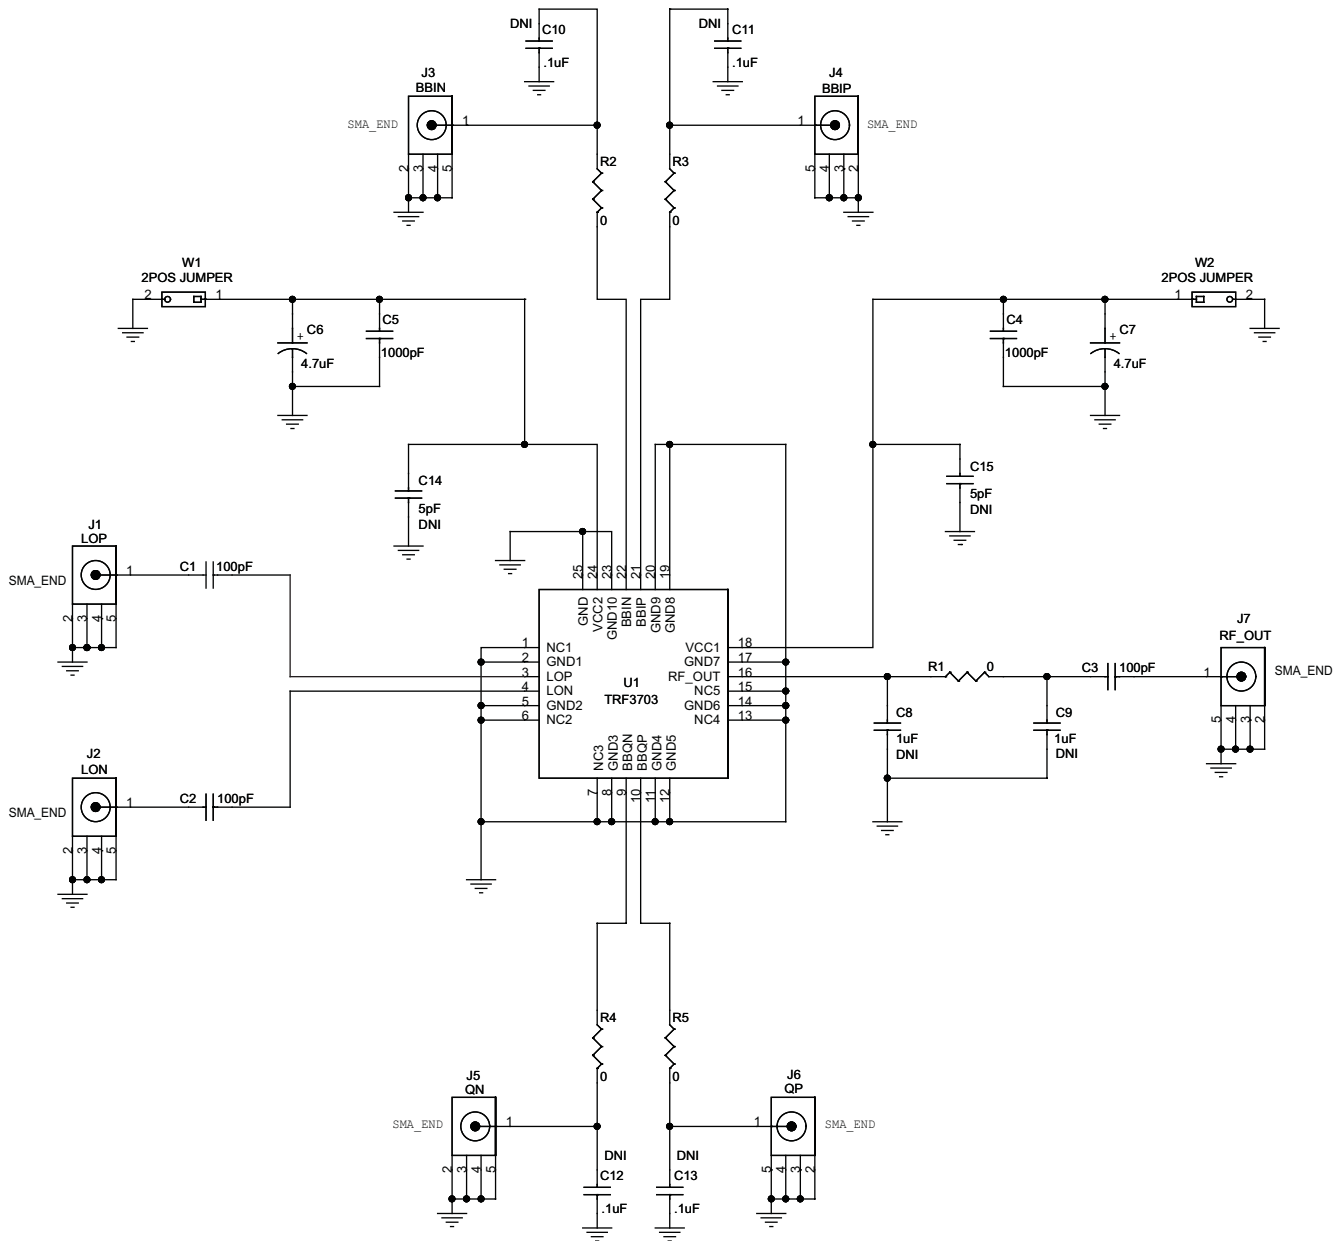 DNI
C10
.1uF
DNI
C11
.1uF
J3
BBIN
SMA_END
1
2
3
4
5
J4
BBIP
SMA_END
1
5
4
3
2
R2
0
R3
0
W1
2POS JUMPER
2
1
W2
2POS JUMPER
1
2
C6
+
4.7uF
C5
1000pF
C4
1000pF
C7
+
4.7uF
C14
5pF
DNI
C15
5pF
DNI
J1
LOP
SMA_END
1
2
3
4
5
C1
100pF
25
24
23
22
21
20
19
GND
VCC2
GND10
BBIN
BBIP
GND9
GND8
1 NC1
2 GND1
3 LOP
4 LON
5 GND2
6 NC2
U1
TRF3703
VCC1 18
GND7 17
RF_OUT 16
NC5 15
GND6 14
NC4 13
NC3
GND3
BBQN
BBQP
GND4
GND5
7
8
9
10
11
12
R1
0
C3
100pF
J7
RF_OUT
SMA_END
1
5
4
3
2
C8
1uF
DNI
C9
1uF
DNI
J2
LON
SMA_END
1
2
3
4
5
C2
100pF
R4
0
R5
0
J5
QN
SMA_END
1
2
3
4
5
J6
QP
SMA_END
1
5
4
3
2
DNI
C12
.1uF
DNI
C13
.1uF